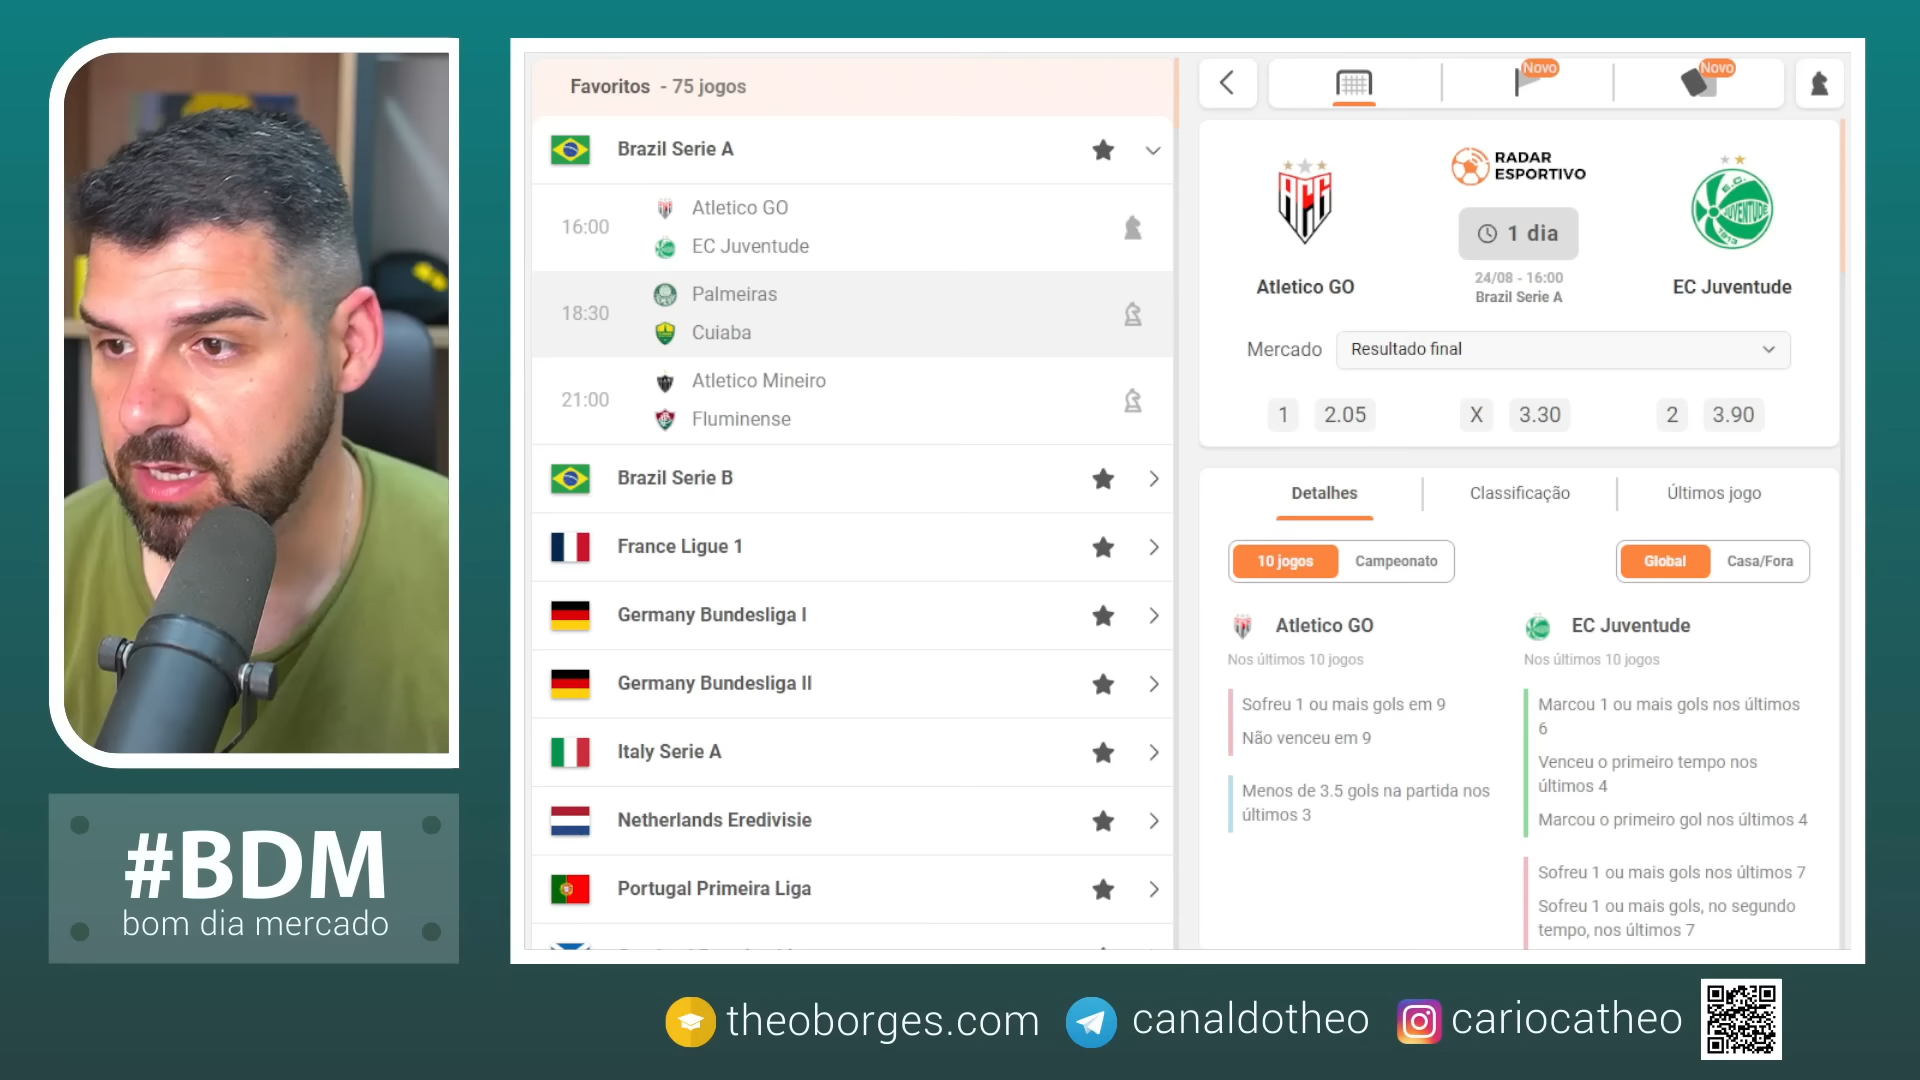 Favoritos - 75 jogos
Brazil Serie A
16:00
Atletico GO
EC Juventude
18:30
Palmeiras
Cuiaba
21:00
Atletico Mineiro
Fluminense
Brazil Serie B
France Ligue 1
Germany Bundesliga I
Germany Bundesliga II
Italy Serie A
Netherlands Eredivisie
Portugal Primeira Liga
Novo
Novo
ACG
RADAR
ESPORTIVO
E.C.
JUVENTUDE
1913
1 dia
24/08 - 16:00
Brazil Serie A
Atletico GO
EC Juventude
Mercado
Resultado final
1 2.05
X 3.30
2 3.90
Detalhes
Classificação
Últimos jogo
10 jogos
Campeonato
Global
Casa/Fora
Atletico GO
Nos últimos 10 jogos
Sofreu 1 ou mais gols em 9
Não venceu em 9
Menos de 3.5 gols na partida nos
últimos 3
EC Juventude
Nos últimos 10 jogos
Marcou 1 ou mais gols nos últimos
6
Venceu o primeiro tempo nos
últimos 4
Marcou o primeiro gol nos últimos 4
Sofreu 1 ou mais gols nos últimos 7
Sofreu 1 ou mais gols, no segundo
tempo, nos últimos 7
#BDM
bom dia mercado
theoborges.com
canaldotheo
cariocatheo